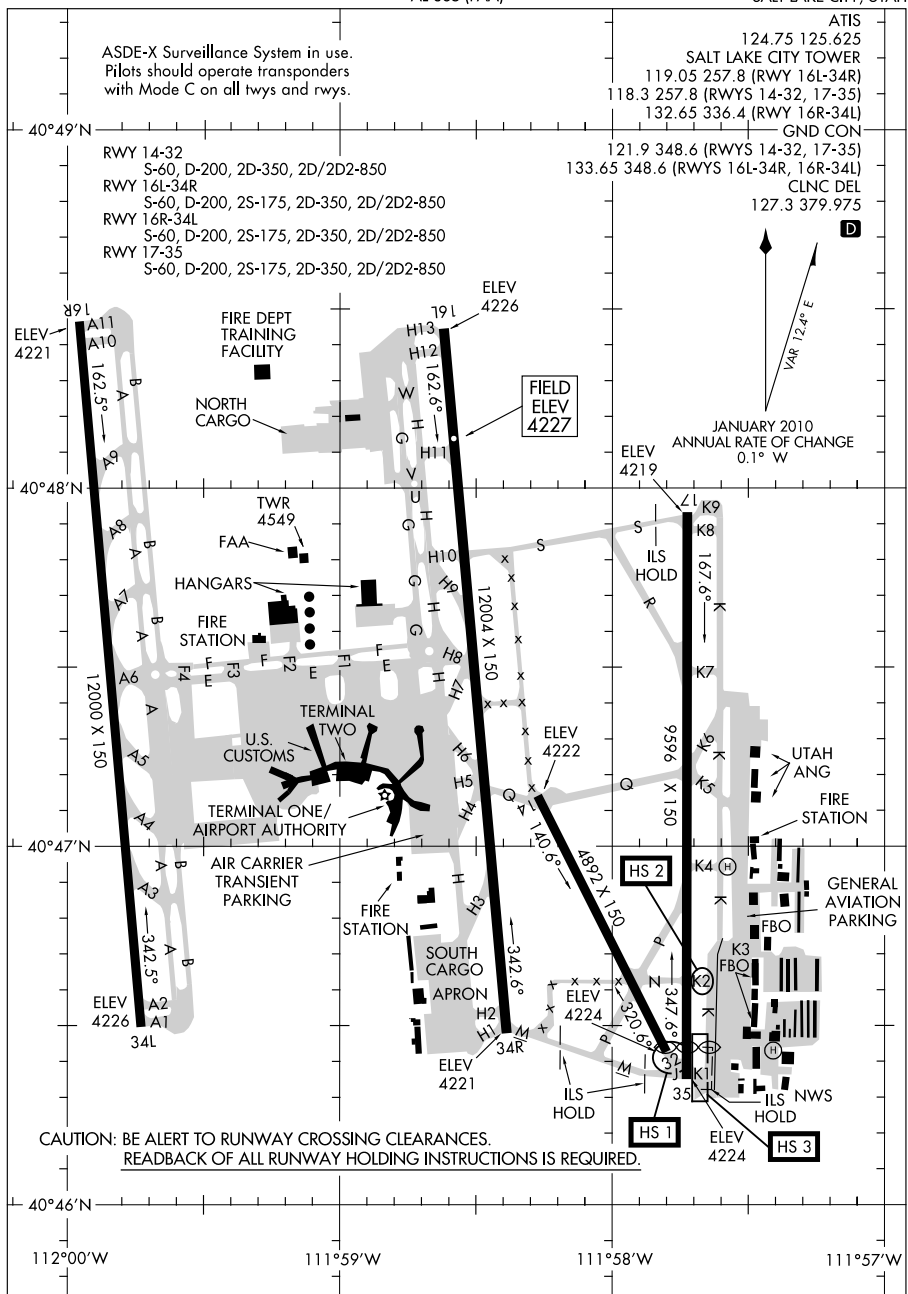 ASDE-X Surveillance System in use.
Pilots should operate transponders
with Mode C on all twys and rwys.
ATIS
124.75 125.625
SALT LAKE CITY TOWER
119.05 257.8 (RWY 16L-34R)
118.3 257.8 (RWYS 14-32, 17-35)
132.65 336.4 (RWY 16R-34L)
GND CON
121.9 348.6 (RWYS 14-32, 17-35)
133.65 348.6 (RWYS 16L-34R, 16R-34L)
CLNC DEL
127.3 379.975
D
40°49'N
RWY 14-32
S-60, D-200, 2D-350, 2D/2D2-850
RWY 16L-34R
S-60, D-200, 2S-175, 2D-350, 2D/2D2-850
RWY 16R-34L
S-60, D-200, 2S-175, 2D-350, 2D/2D2-850
RWY 17-35
S-60, D-200, 2S-175, 2D-350, 2D/2D2-850
VAR 12.4° E
JANUARY 2010
ANNUAL RATE OF CHANGE
0.1° W
ELEV
4221
16R
A11
A10
162.5°
B
A
A9
FIRE DEPT
TRAINING
FACILITY
NORTH
CARGO
16L
ELEV
4226
H13
H12
162.6°
W
H
G
H11
FIELD
ELEV
4227
ELEV
4219
40°48'N
V
U
H
G
17
K9
K8
A8
B
A
TWR
4549
FAA
H10
S
S
ILS
HOLD
167.6°
HANGARS
H9
G
H
G
R
K
A7
B
A
FIRE
STATION
12004 X 150
F
F
F
E
E
E
F4
F3
F2
F1
H8
H
H7
K7
A6
A
12000 X 150
TERMINAL
TWO
U.S.
CUSTOMS
ELEV
4222
9596 X 150
K6
K
K5
UTAH
ANG
A5
B
A
H6
H5
H4
Q
Q
14
FIRE
STATION
TERMINAL ONE/
AIRPORT AUTHORITY
A4
40°47'N
140.6°
4892 X 150
HS 2
K4
H
AIR CARRIER
TRANSIENT
PARKING
A
B
A3
H
H3
K
GENERAL
AVIATION
PARKING
FIRE
STATION
FBO
K3
FBO
342.5°
A
B
342.6°
SOUTH
CARGO
APRON
P
Z
K2
347.6°
K
ELEV
4226
A2
A1
34L
H2
H1
M
34R
ELEV
4224
320.6°
P
32
J
K1
H
ELEV
4221
M
35
ILS
HOLD
ILS
HOLD
NWS
HS 1
ELEV
4224
HS 3
CAUTION: BE ALERT TO RUNWAY CROSSING CLEARANCES.
READBACK OF ALL RUNWAY HOLDING INSTRUCTIONS IS REQUIRED.
40°46'N
112°00'W
111°59'W
111°58'W
111°57'W